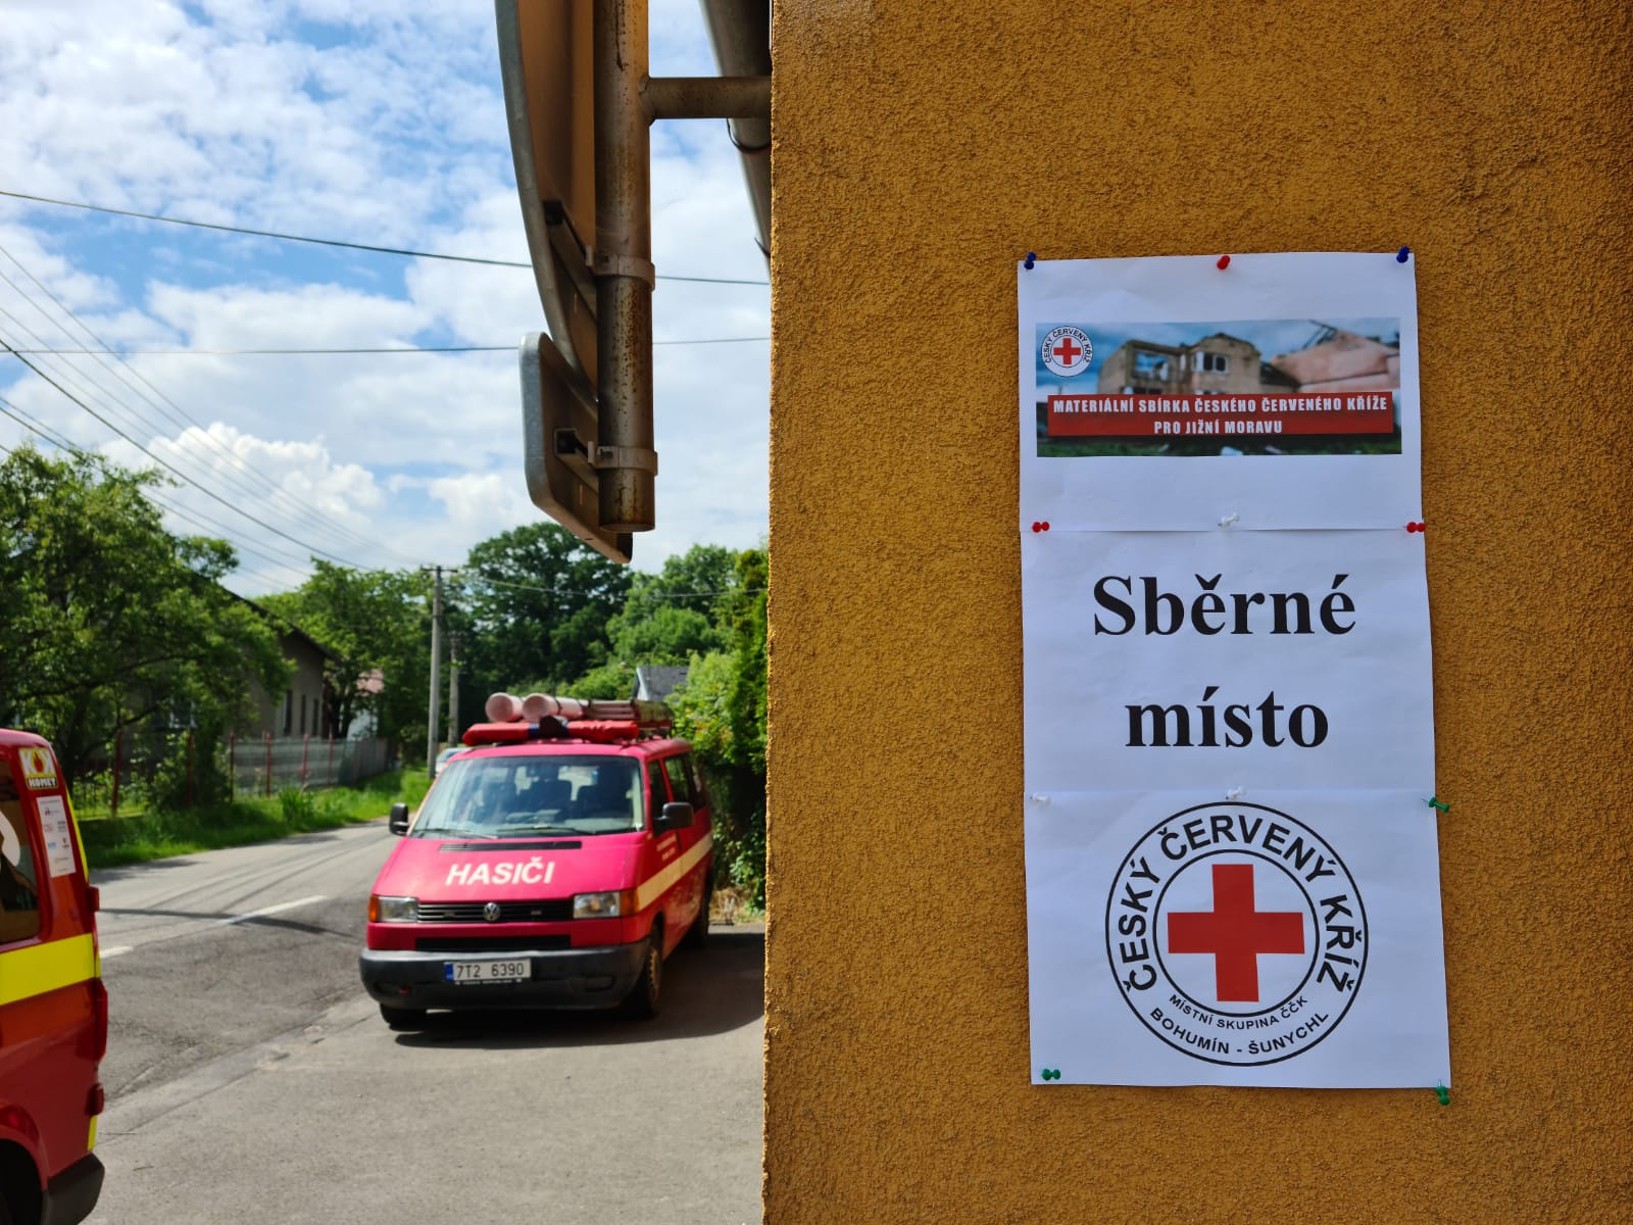 ČESKÝ ČERVENÝ KŘÍŽ
MATERIÁLNÍ SBÍRKA ČESKÉHO ČERVENÉHO KŘÍŽE
PRO JIŽNÍ MORAVU
Sběrné
místo
ČESKÝ ČERVENÝ KŘÍŽ
MÍSTNÍ SKUPINA ČČK
BOHUMÍN - ŠUNYCHL
HASIČI
7T2 6390